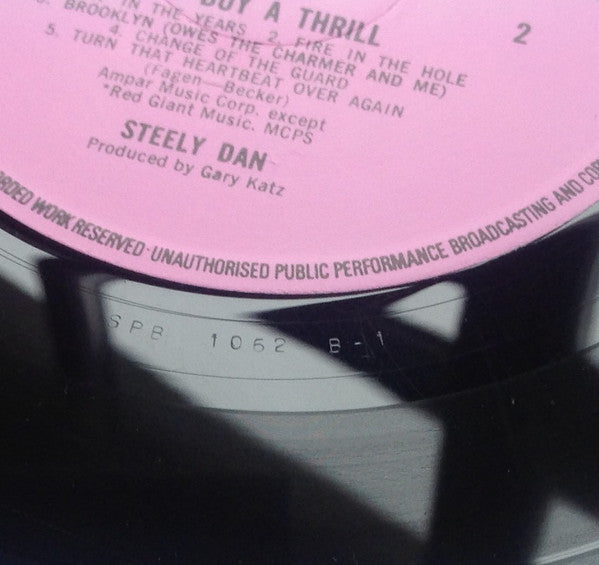 BUY A THRILL
2
IN THE YEARS 2. FIRE IN THE HOLE
3. BROOKLYN (OWES THE CHARMER AND ME)
4. CHANGE OF THE GUARD
5. TURN THAT HEARTBEAT OVER AGAIN
(Fagen—Becker)
Ampar Music Corp. except
*Red Giant Music. MCPS
STEELY DAN
Produced by Gary Katz
WORK RESERVED·UNAUTHORISED PUBLIC PERFORMANCE BROADCASTING AND
SPB 1062 B-1